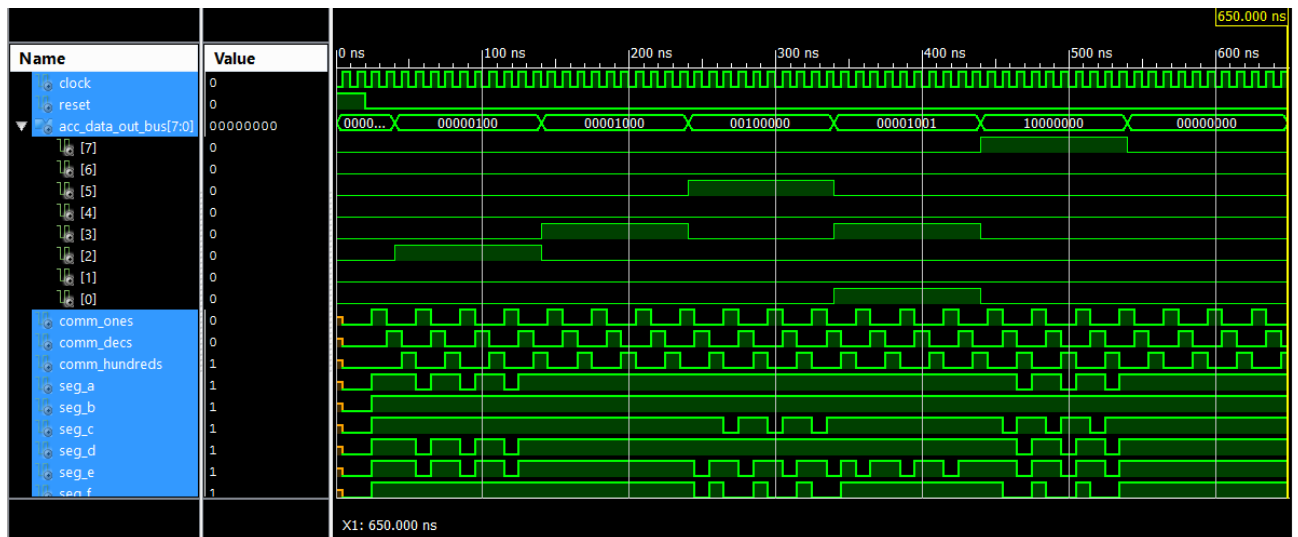 650.000 ns
Name Value 0 ns 100 ns 200 ns 300 ns 400 ns 500 ns 600 ns
clock 0
reset 0
acc_data_out_bus[7:0] 00000000 0000... 00000100 00001000 00100000 00001001 10000000 00000000
[7] 0
[6] 0
[5] 0
[4] 0
[3] 0
[2] 0
[1] 0
[0] 0
comm_ones 0
comm_decs 0
comm_hundreds 1
seg_a 1
seg_b 1
seg_c 1
seg_d 1
seg_e 1
seg_f 1
X1: 650.000 ns